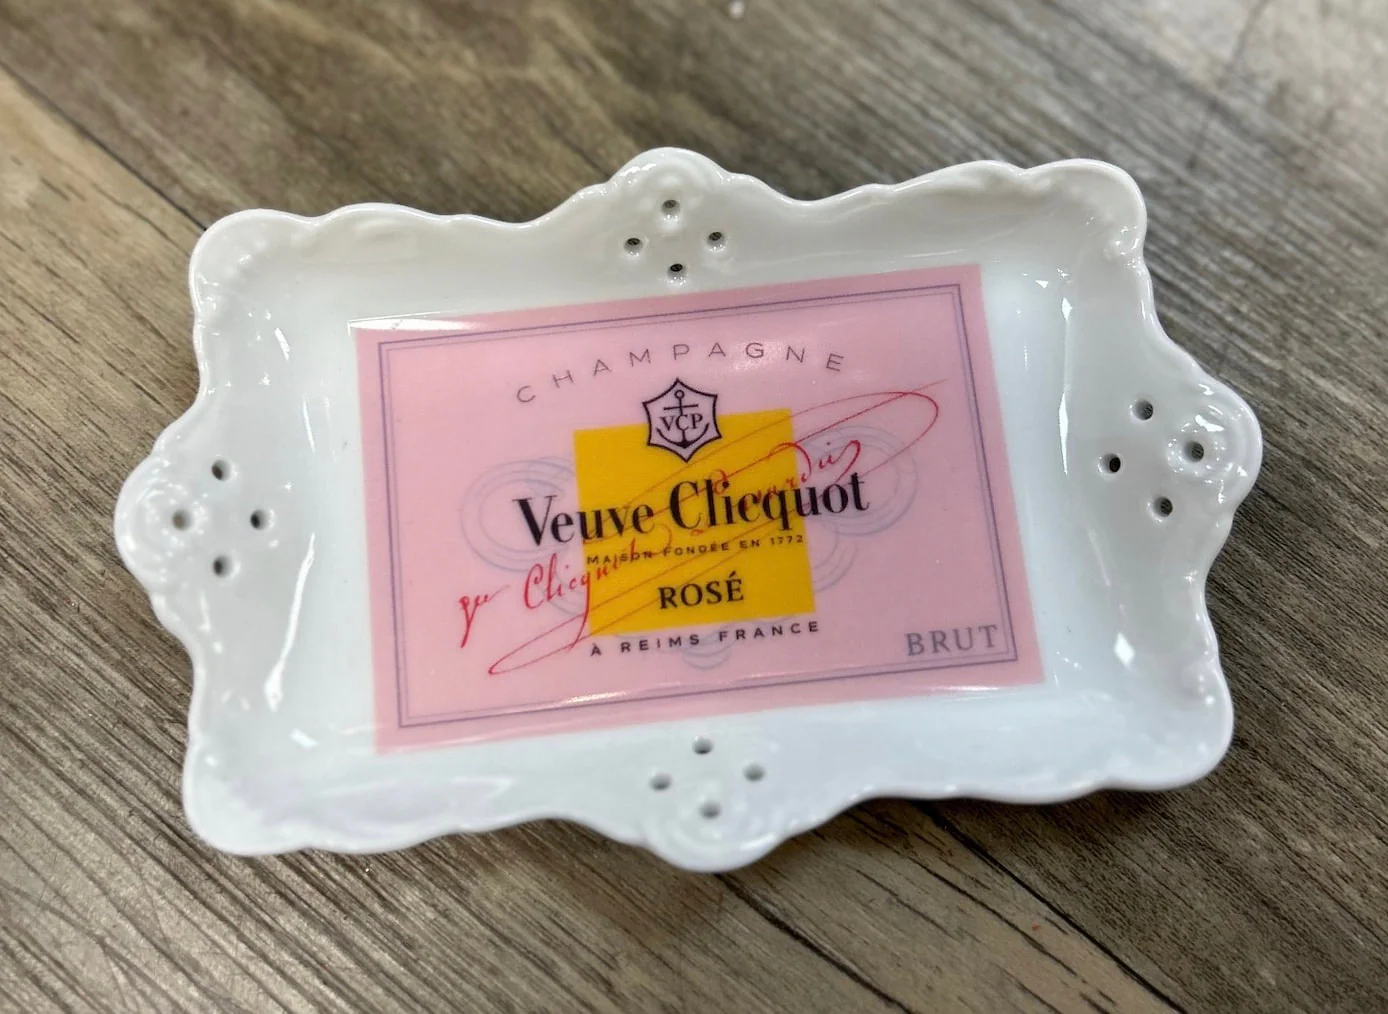 CHAMPAGNE
VCP
Veuve Clicquot
MAISON FONDÉE EN 1772
ROSÉ
À REIMS FRANCE
BRUT